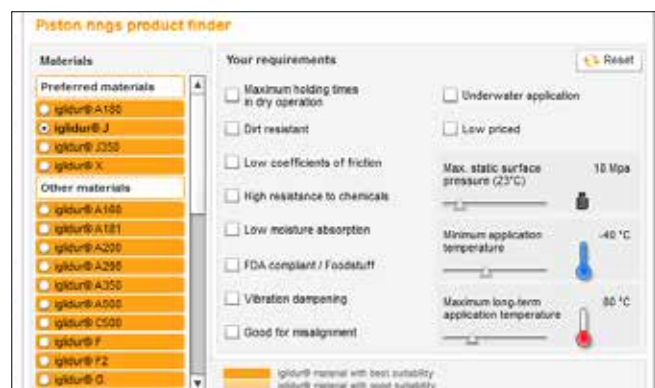 Piston rings product finder
Materials
Preferred materials
iglidur® A180
iglidur® J
iglidur® J350
iglidur® X
Other materials
iglidur® A160
iglidur® A181
iglidur® A200
iglidur® A290
iglidur® A350
iglidur® A500
iglidur® C500
iglidur® F
iglidur® F2
iglidur® G
Your requirements
Reset
Maximum holding times
in dry operation
Dirt resistant
Low coefficients of friction
High resistance to chemicals
Low moisture absorption
FDA compliant / Foodstuff
Vibration dampening
Good for misalignment
Underwater application
Low priced
Max. static surface
pressure (23°C)
10 Mpa
Minimum application
temperature
-40 °C
Maximum long-term
application temperature
80 °C
iglidur® material with best suitability
iglidur® material with good suitability